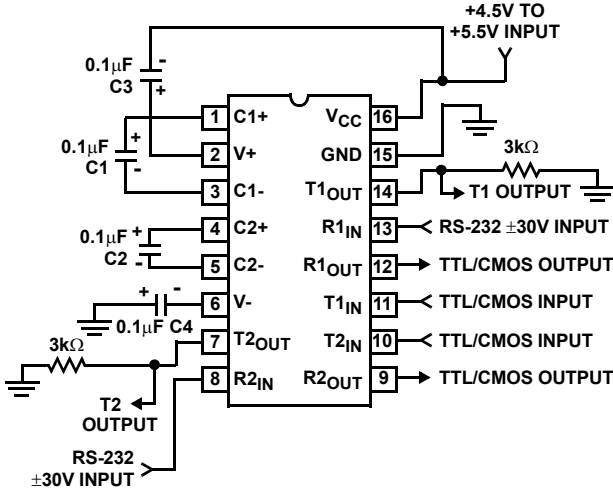 +4.5V TO
+5.5V INPUT
0.1μF
C3
-
+
1 C1+
VCC 16
0.1μF
C1
+
-
2 V+
GND 15
3kΩ
3 C1-
T1OUT 14
T1 OUTPUT
0.1μF
C2
+
-
4 C2+
R1IN 13
RS-232 ±30V INPUT
5 C2-
R1OUT 12
TTL/CMOS OUTPUT
+ -
0.1μF C4
6 V-
T1IN 11
TTL/CMOS INPUT
3kΩ
7 T2OUT
T2IN 10
TTL/CMOS INPUT
8 R2IN
R2OUT 9
TTL/CMOS OUTPUT
T2
OUTPUT
RS-232
±30V INPUT